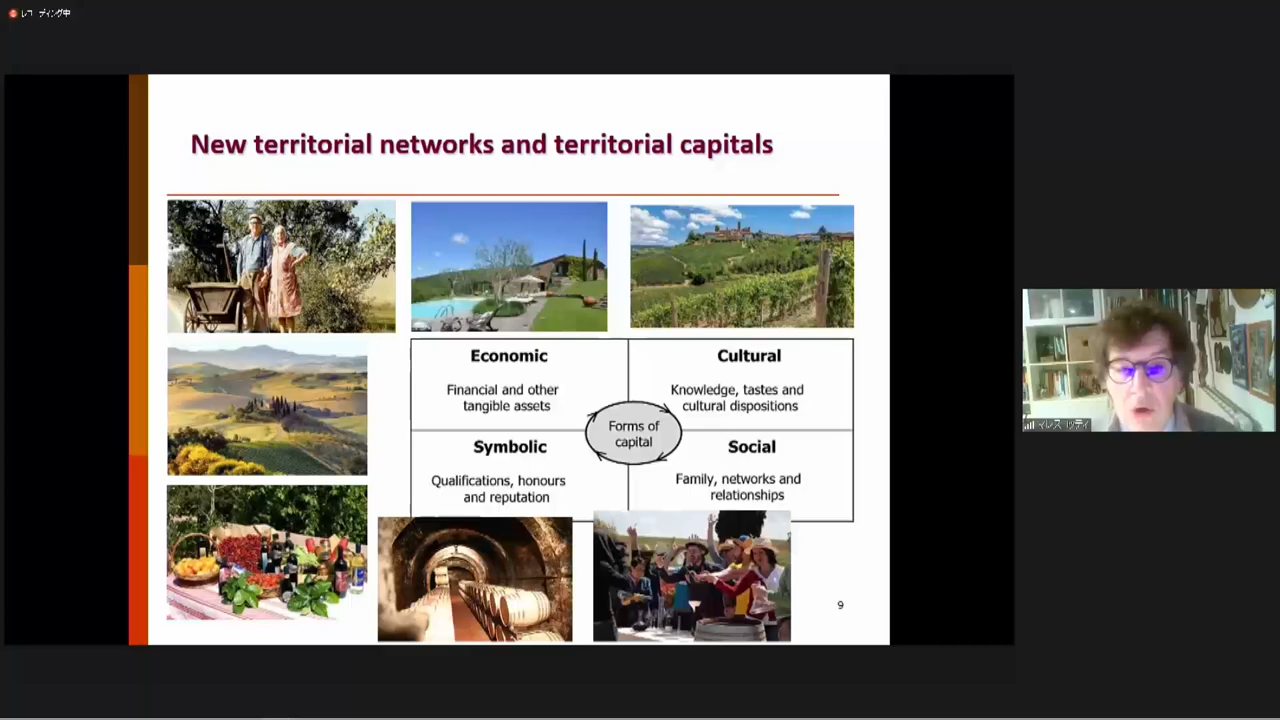 レコーディング中
New territorial networks and territorial capitals
Economic
Financial and other
tangible assets
Cultural
Knowledge, tastes and
cultural dispositions
Forms of
capital
Symbolic
Qualifications, honours
and reputation
Social
Family, networks and
relationships
9